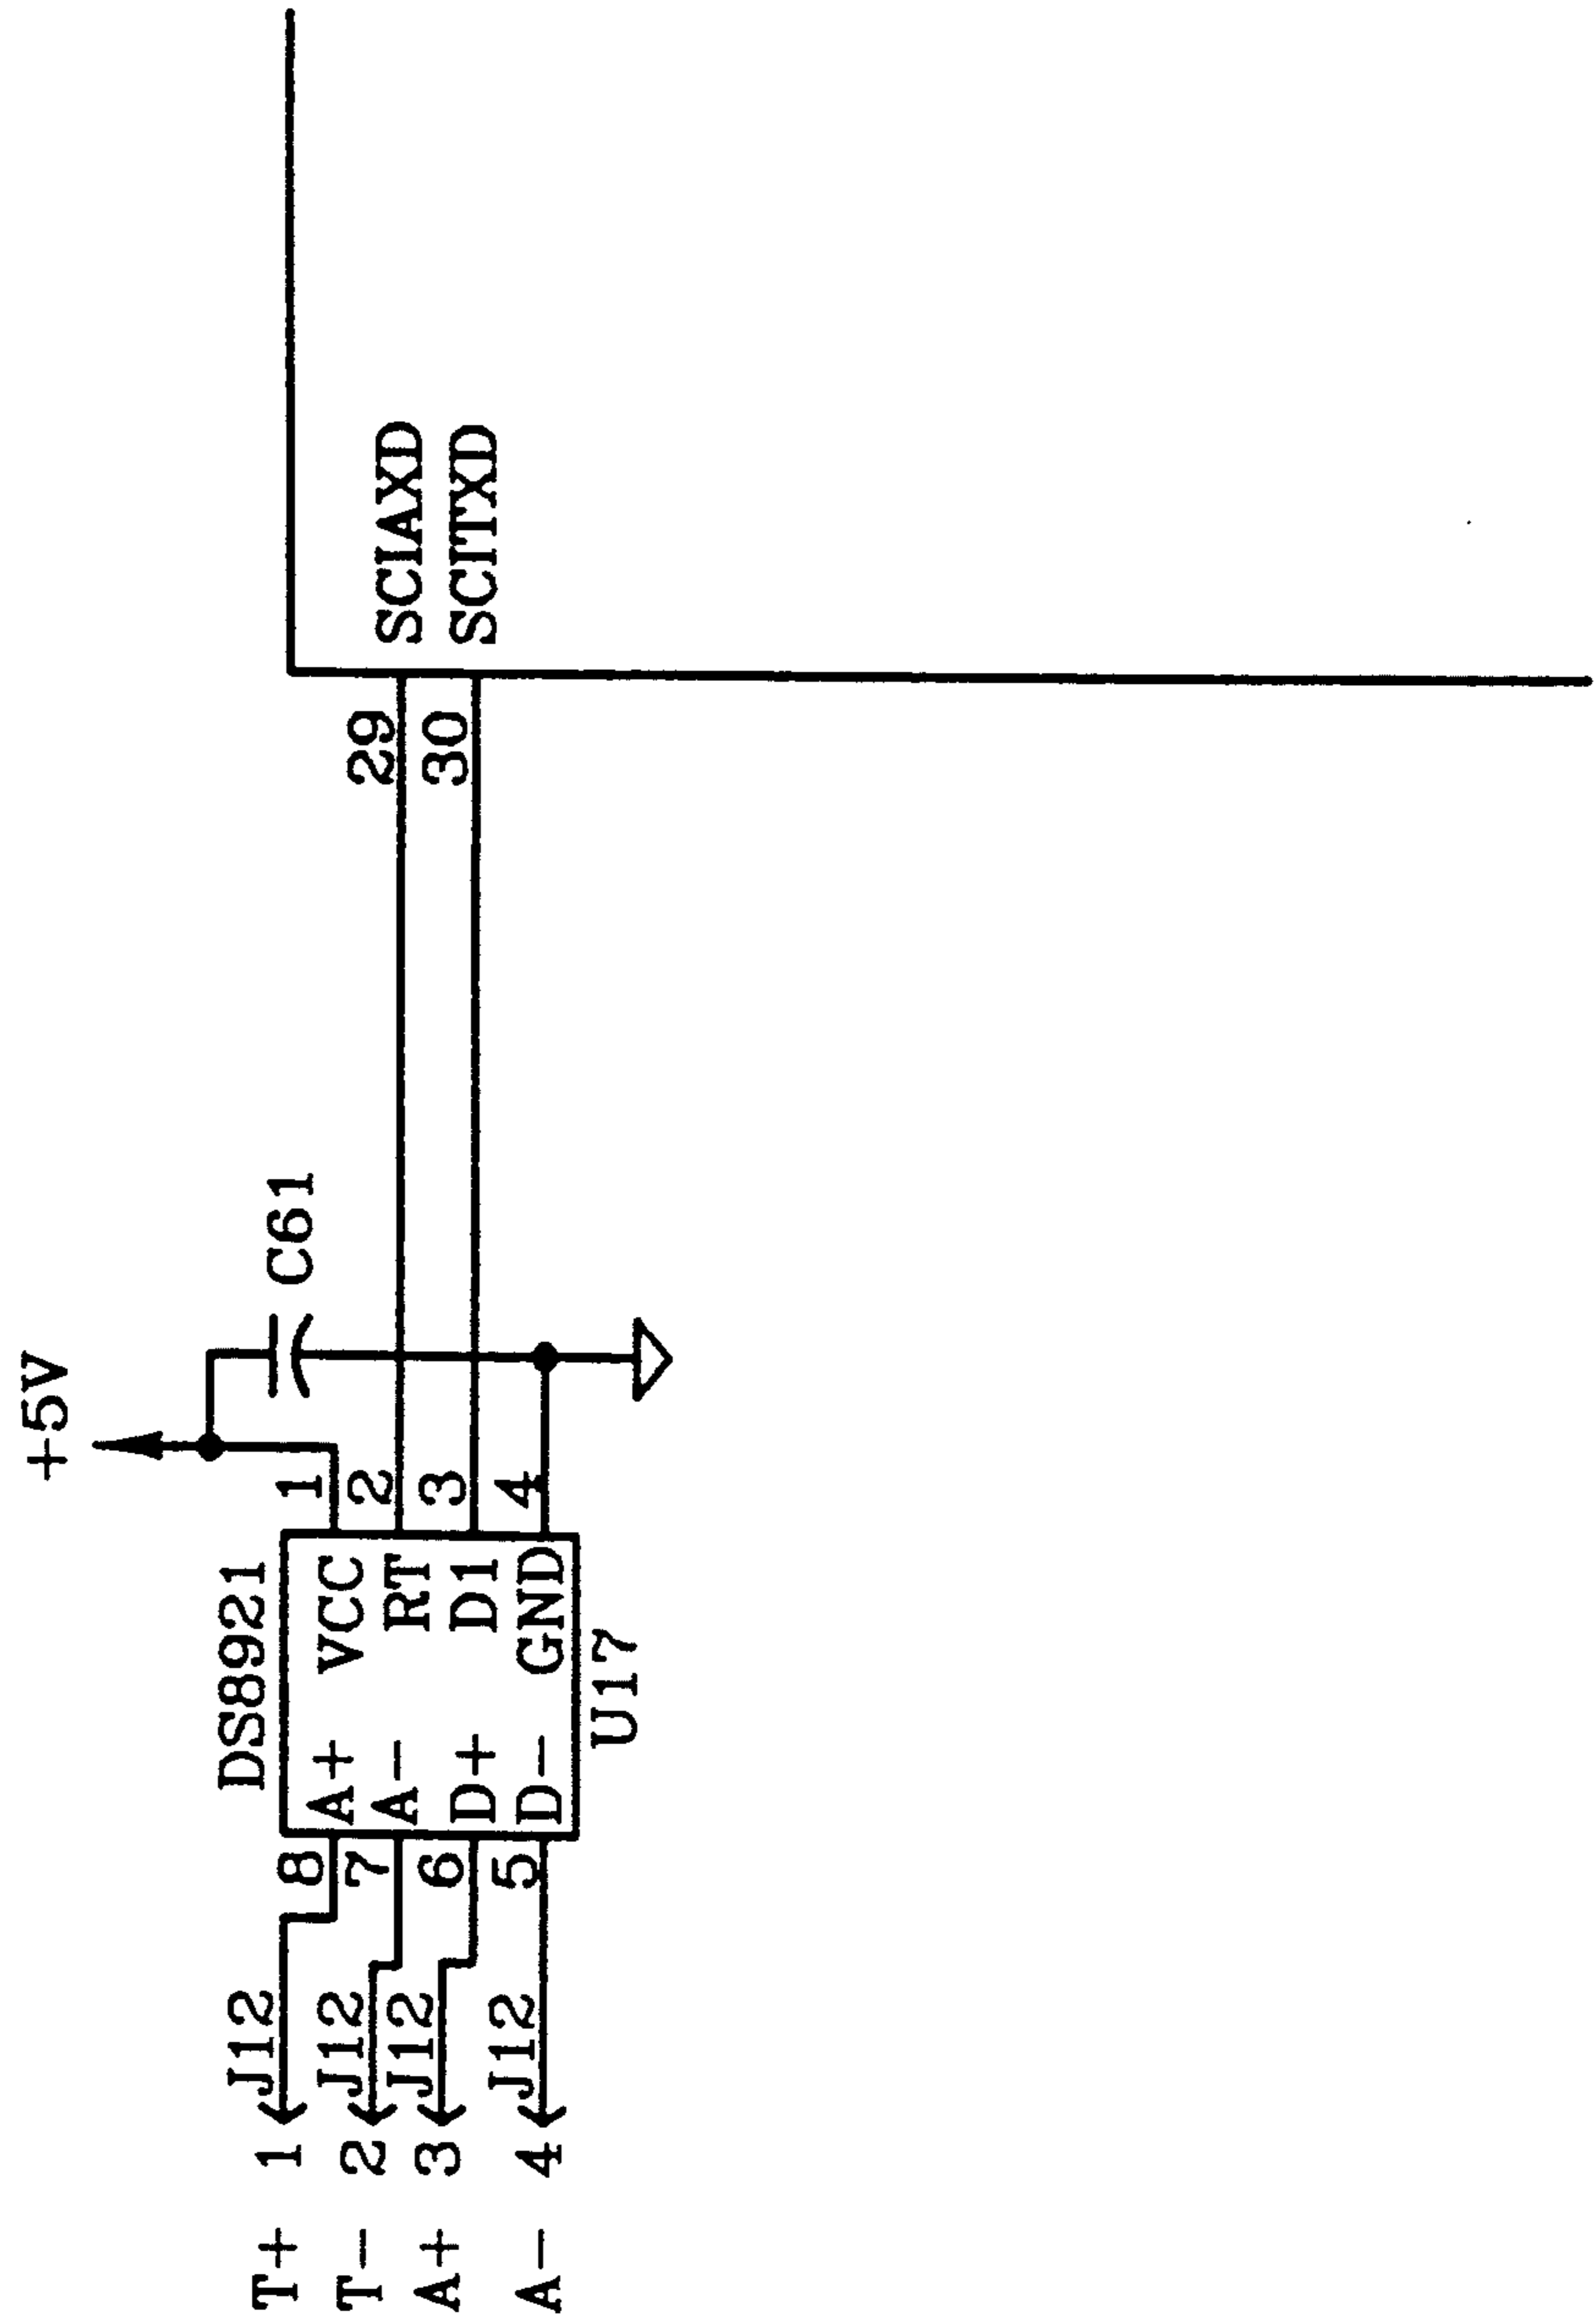 +5V
C61
DS8921
T+ 1 J12 8 A+ VCC 1
T- 2 J12 7 A- RT 2 29 SCIAXD
A+ 3 J12 6 D+ D1 3 30 SCITXD
A- 4 J12 5 D- GND 4
U17